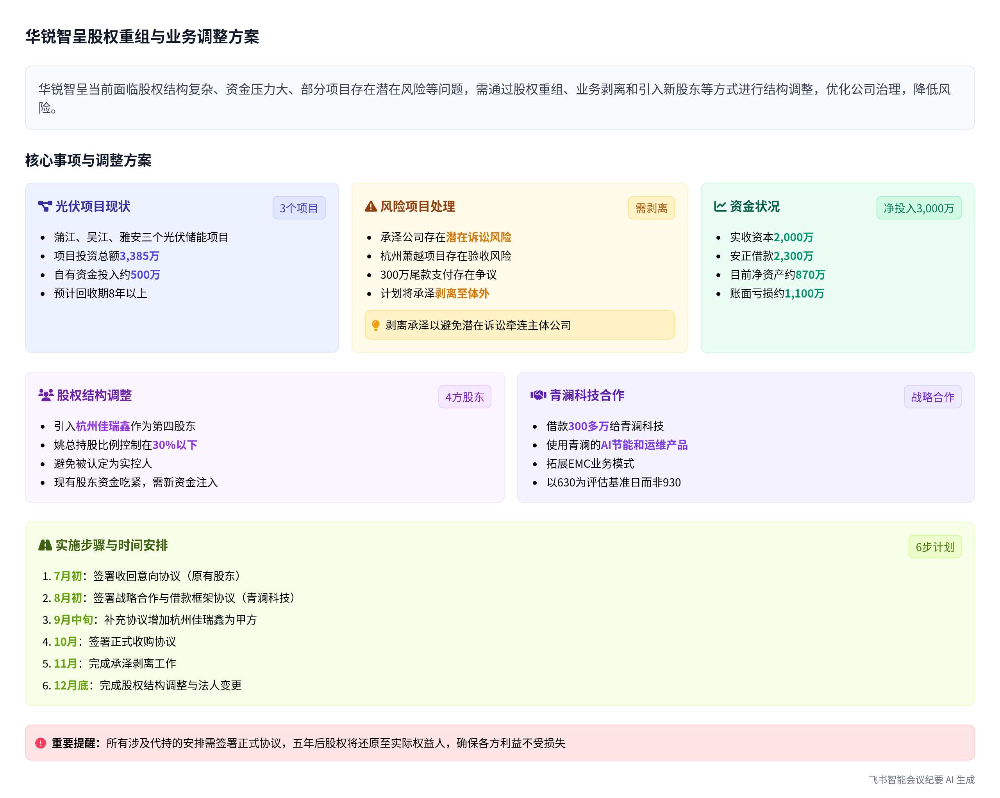 华锐智呈股权重组与业务调整方案
华锐智呈当前面临股权结构复杂、资金压力大、部分项目存在潜在风险等问题，需通过股权重组、业务剥离和引入新股东等方式进行结构调整，优化公司治理，降低风
险。
核心事项与调整方案
光伏项目现状
3个项目
蒲江、吴江、雅安三个光伏储能项目
项目投资总额3,385万
自有资金投入约500万
预计回收期8年以上
风险项目处理
需剥离
承泽公司存在潜在诉讼风险
杭州萧越项目存在验收风险
300万尾款支付存在争议
计划将承泽剥离至体外
剥离承泽以避免潜在诉讼牵连主体公司
资金状况
净投入3,000万
实收资本2,000万
安正借款2,300万
目前净资产约870万
账面亏损约1,100万
股权结构调整
4方股东
引入杭州佳瑞鑫作为第四股东
姚总持股比例控制在30%以下
避免被认定为实控人
现有股东资金吃紧，需新资金注入
青澜科技合作
战略合作
借款300多万给青澜科技
使用青澜的AI节能和运维产品
拓展EMC业务模式
以630为评估基准日而非930
实施步骤与时间安排
6步计划
1. 7月初：签署收回意向协议（原有股东）
2. 8月初：签署战略合作与借款框架协议（青澜科技）
3. 9月中旬：补充协议增加杭州佳瑞鑫为甲方
4. 10月：签署正式收购协议
5. 11月：完成承泽剥离工作
6. 12月底：完成股权结构调整与法人变更
重要提醒：所有涉及代持的安排需签署正式协议，五年后股权将还原至实际权益人，确保各方利益不受损失
飞书智能会议纪要 AI 生成